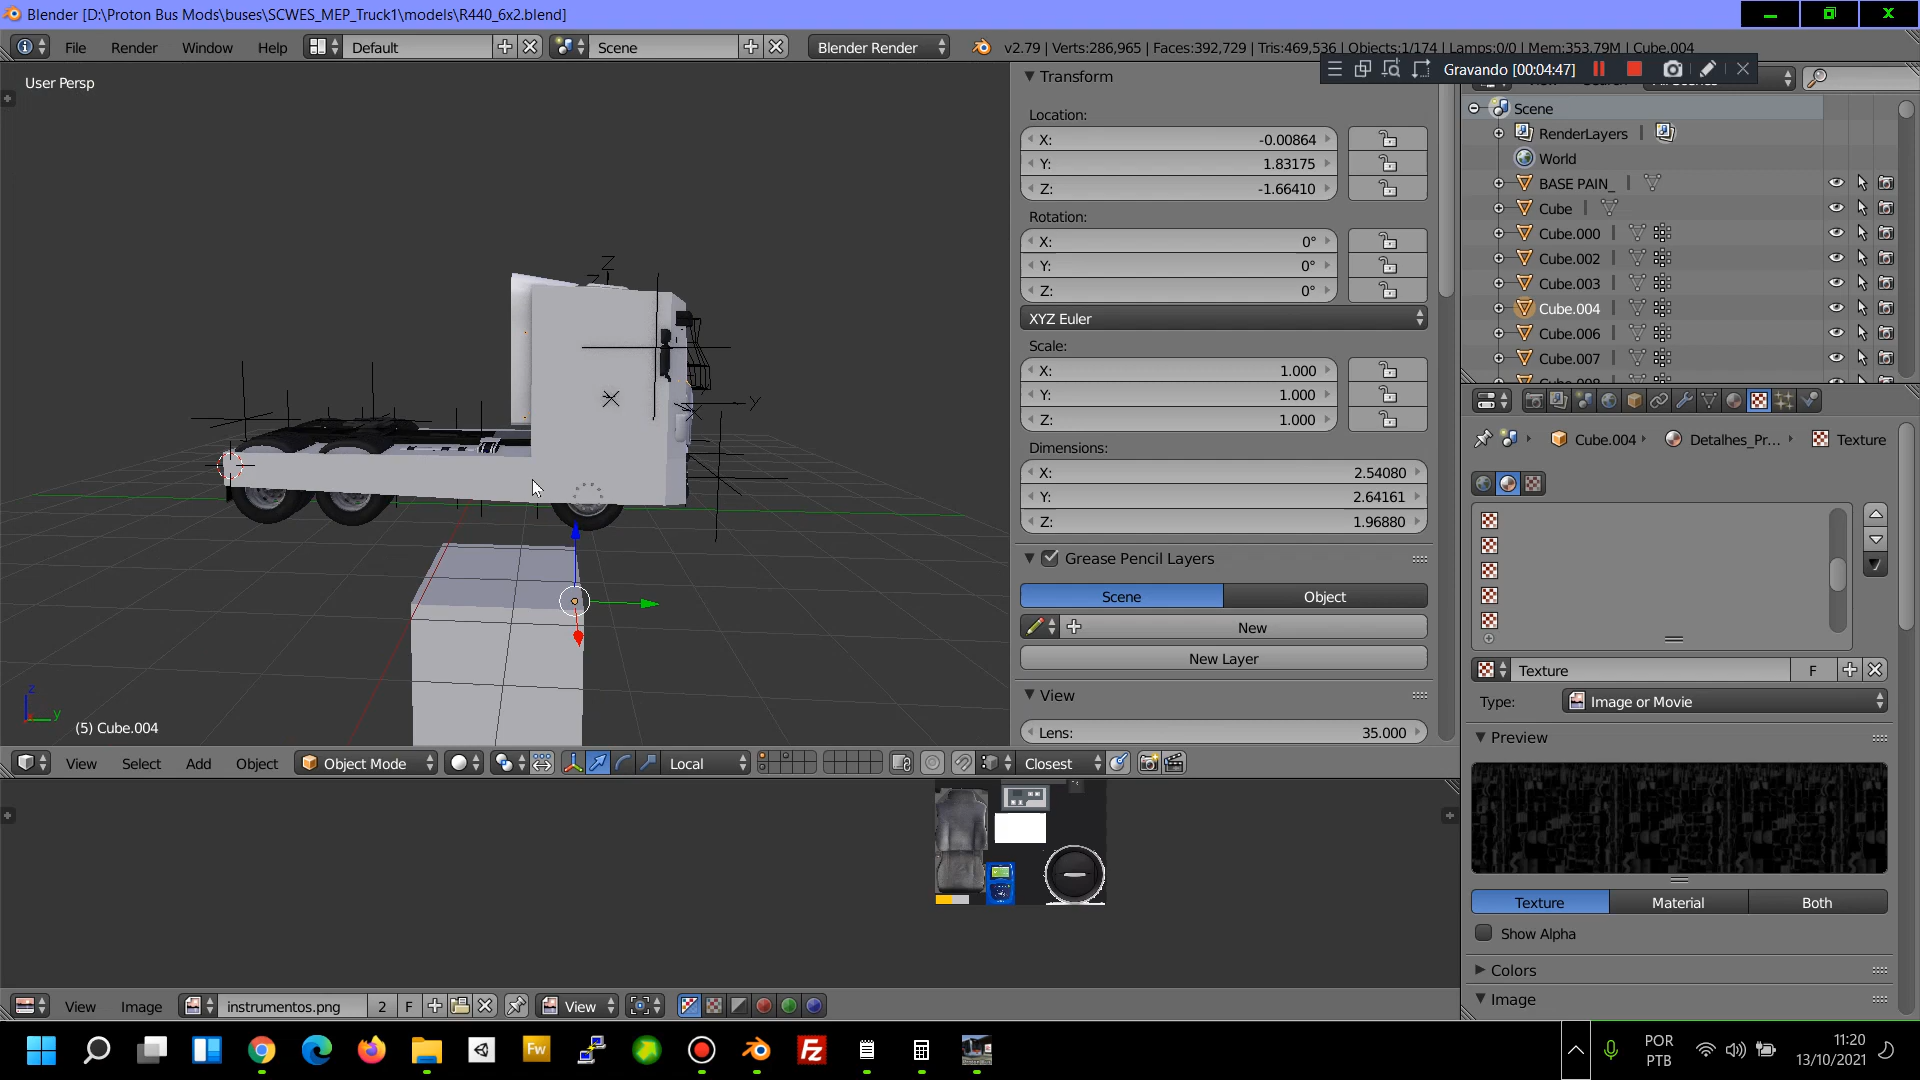 Blender [D:\Proton Bus Mods\buses\SCWES_MEP_Truck1\models\R440_6x2.blend]
File Render Window Help Default Scene Blender Render v2.79 | Verts:286,965 | Faces:392,729 | Tris:469,536 | Objects:1/174 | Lamps:0/0 | Mem:353.79M | Cube.004
Gravando [00:04:47]
User Persp
Transform
Location:
X: -0.00864
Y: 1.83175
Z: -1.66410
Rotation:
X: 0°
Y: 0°
Z: 0°
XYZ Euler
Scale:
X: 1.000
Y: 1.000
Z: 1.000
Dimensions:
X: 2.54080
Y: 2.64161
Z: 1.96880
Grease Pencil Layers
Scene Object
New
New Layer
View
Lens: 35.000
Scene
RenderLayers
World
BASE PAIN_
Cube
Cube.000
Cube.002
Cube.003
Cube.004
Cube.006
Cube.007
Cube.004 Detalhes_Pr... Texture
Texture F
Type: Image or Movie
Preview
Texture Material Both
Show Alpha
Colors
Image
Z
Y
z
y
(5) Cube.004
View Select Add Object Object Mode Local Closest
View Image instrumentos.png 2 F View
Fw
Fz
POR
PTB
11:20
13/10/2021